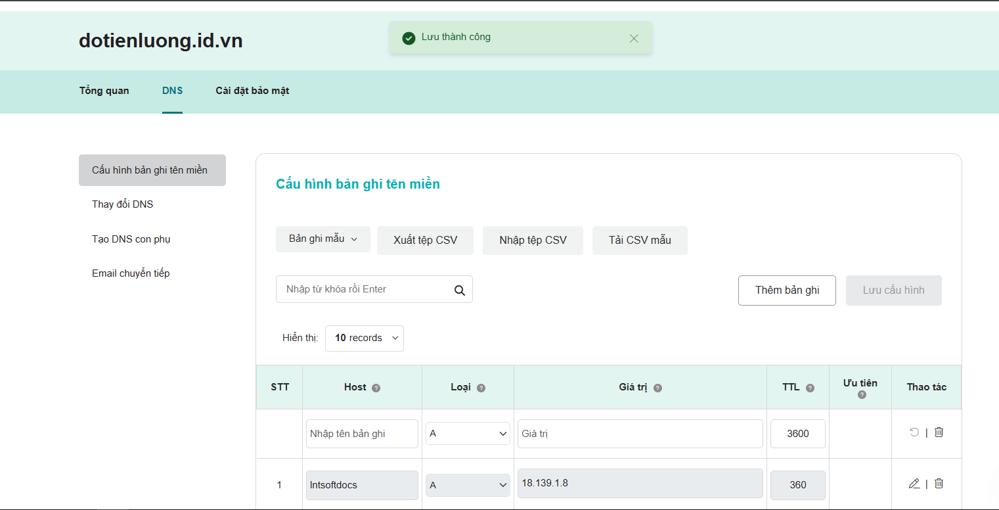 dotienluong.id.vn
Lưu thành công
Tổng quan
DNS
Cài đặt bảo mật
Cấu hình bản ghi tên miền
Thay đổi DNS
Tạo DNS con phụ
Email chuyển tiếp
Cấu hình bản ghi tên miền
Bản ghi mẫu
Xuất tệp CSV
Nhập tệp CSV
Tải CSV mẫu
Nhập từ khóa rồi Enter
Thêm bản ghi
Lưu cấu hình
Hiển thị: 10 records
STT Host ? Loại ? Giá trị ? TTL ? Ưu tiên ? Thao tác
Nhập tên bản ghi A Giá trị 3600 |
1 Intsoftdocs A 18.139.1.8 360 |